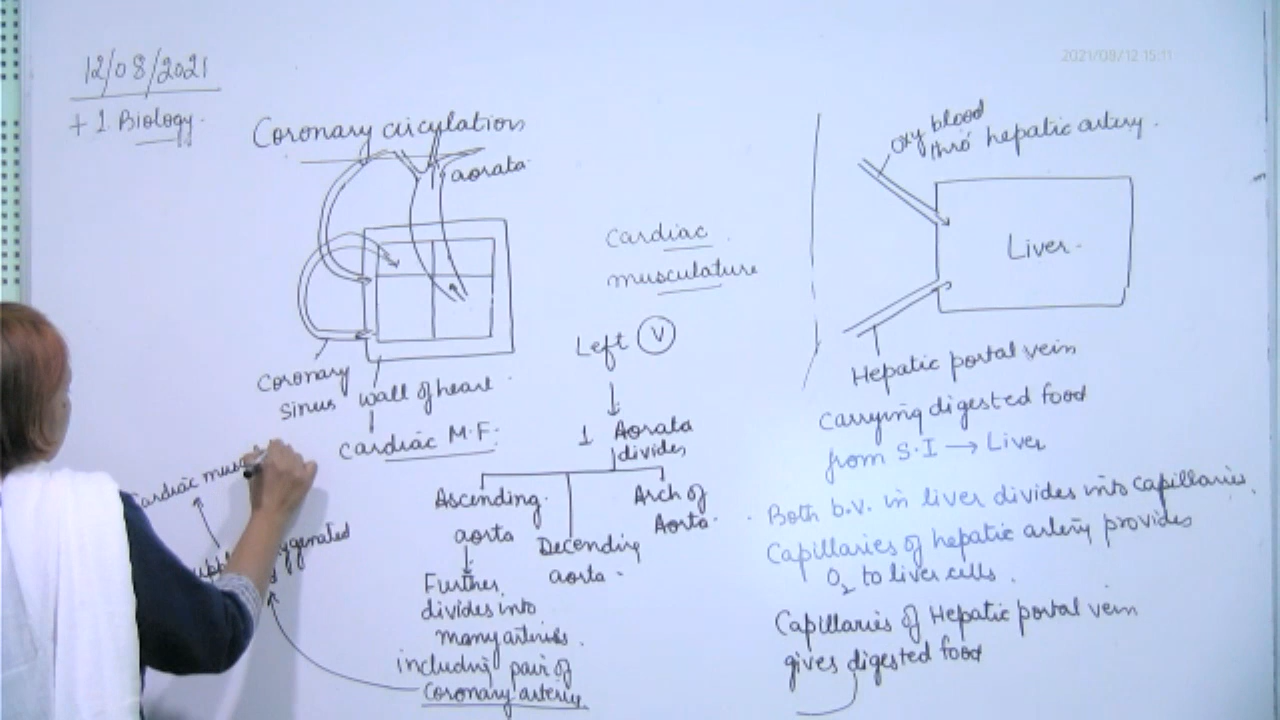 2021/08/12 15:11
12/08/2021
+1 Biology.
Coronary circulation
aorata
Coronary
sinus
wall of heart.
Cardiac M.F.
Cardiac
musculature
Left V
1 Aorata
divides
Ascending
aorta
Decending
aorta.
Arch of
Aorta.
Further
divides into
many arteries.
including pair of
Coronary artery.
Cardiac musc
oxy blood
thro' hepatic artery.
Liver.
Hepatic portal vein
Carrying digested food
from S.I → Liver
Both b.v. in liver divides into capillaries.
Capillaries of hepatic artery provides
O2 to liver cells.
Capillaries of Hepatic portal vein
gives digested food